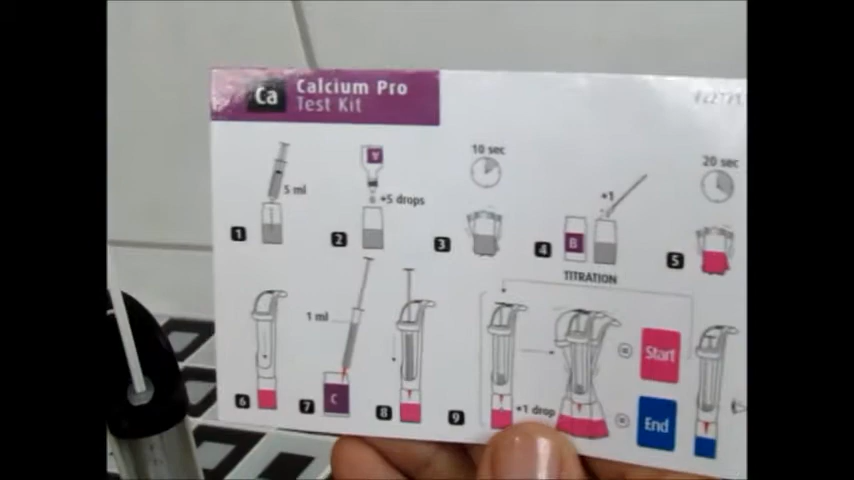 Ca
Calcium Pro
Test Kit
5 ml
1
A
+5 drops
2
10 sec
3
+1
B
4
20 sec
5
TITRATION
6
1 ml
C
7
8
9
+1 drop
= Start
= End